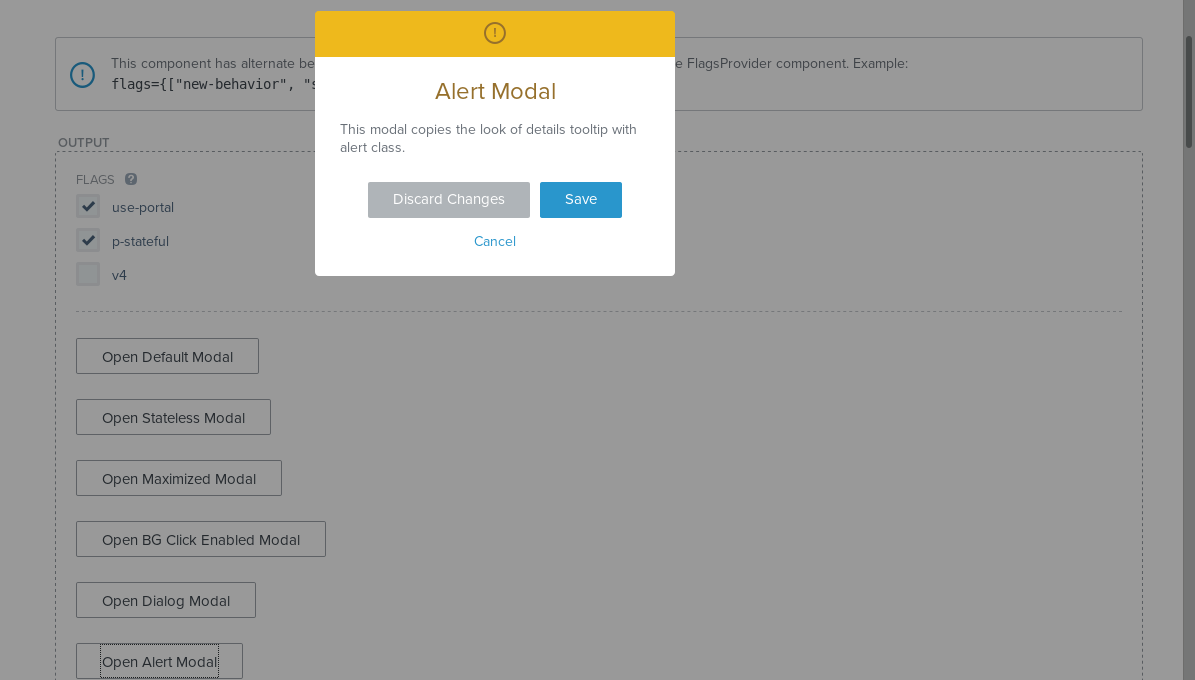 This component has alternate be
e FlagsProvider component. Example:
flags={[["new-behavior", "s
!
Alert Modal
This modal copies the look of details tooltip with
alert class.
Discard Changes
Save
Cancel
OUTPUT
FLAGS ?
use-portal
p-stateful
v4
Open Default Modal
Open Stateless Modal
Open Maximized Modal
Open BG Click Enabled Modal
Open Dialog Modal
Open Alert Modal